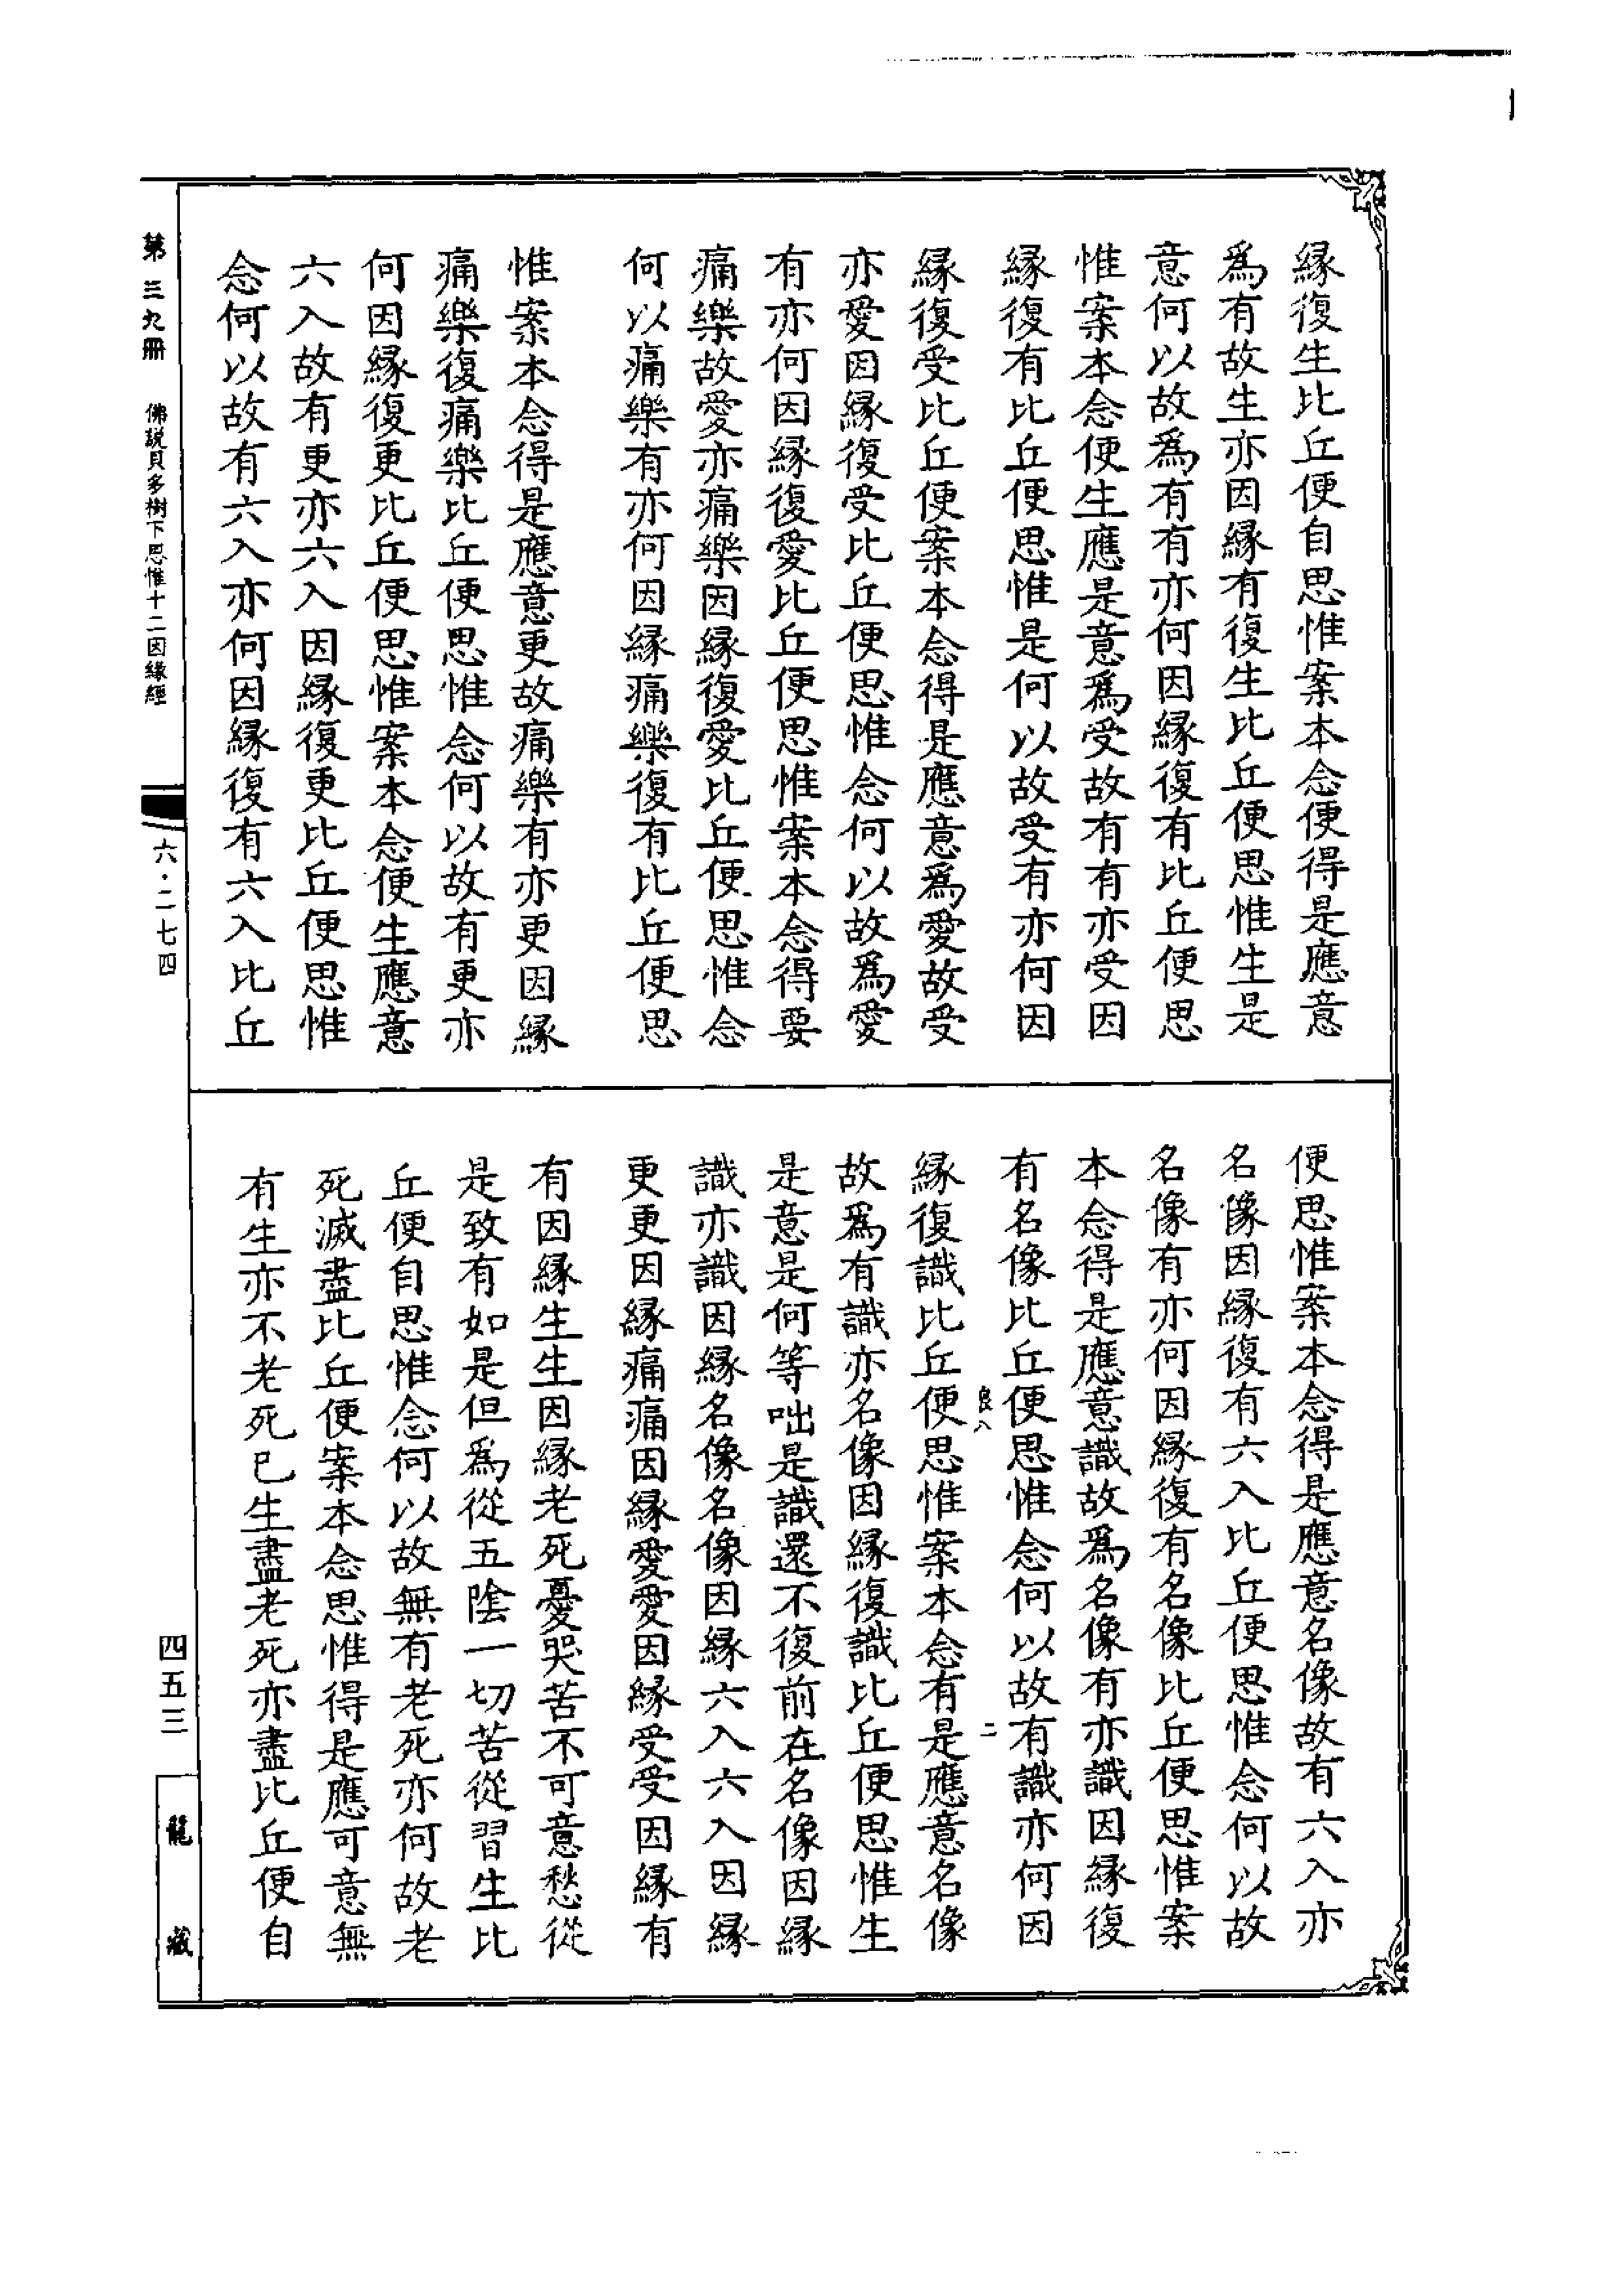 緣復生比丘便自思惟案本念便得是應意
爲有故生亦因緣有復生比丘便思惟生是
意何以故爲有有亦何因緣復有比丘便思
惟案本念便生應是意爲受故有有亦受因
緣復有比丘便思惟是何以故受有亦何因
緣復受比丘便案本念得是應意爲愛故受
亦愛因緣復受比丘便思惟念何以故爲愛
有亦何因緣復愛比丘便思惟案本念得要
痛樂故愛亦痛樂因緣復愛比丘便思惟念
何以痛樂有亦何因緣痛樂復有比丘便思
惟案本念得是應意更故痛樂有亦更因緣
痛樂復痛樂比丘便思惟念何以故有更亦
何因緣復更比丘便思惟案本念便生應意
六入故有更亦六入因緣復更比丘便思惟
念何以故有六入亦何因緣復有六入比丘
便思惟案本念得是應意名像故有六入亦
名像因緣復有六入比丘便思惟念何以故
名像有亦何因緣復有名像比丘便思惟案
本念得是應意識故爲名像有亦識因緣復
有名像比丘便思惟念何以故有識亦何因
良八
二
緣復識比丘便思惟案本念有是應意名像
故爲有識亦名像因緣復識比丘便思惟生
是意是何等咄是識還不復前在名像因緣
識亦識因緣名像名像因緣六入六入因緣
更更因緣痛痛因緣愛愛因緣受受因緣有
有因緣生生因緣老死憂哭苦不可意愁從
是致有如是但爲從五陰一切苦從習生比
丘便自思惟念何以故無有老死亦何故老
死滅盡比丘便案本念思惟得是應可意無
有生亦不老死已生盡老死亦盡比丘便自
第三九冊
佛説貝多樹下思惟十二因緣經
六·二七四
四五三
龍藏